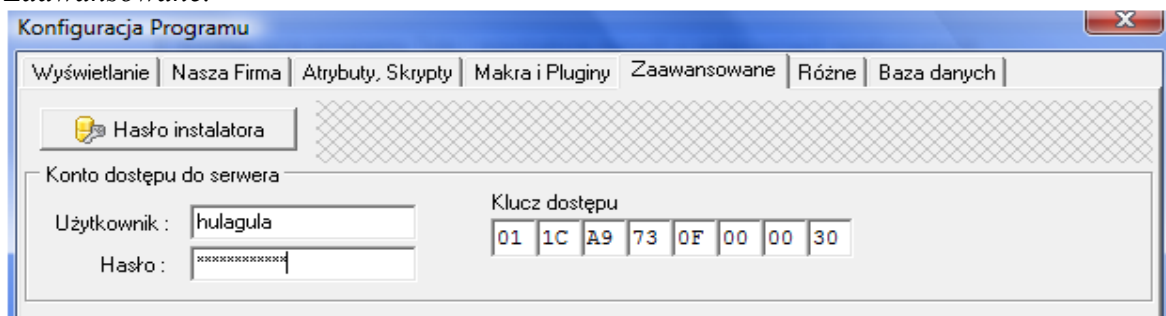 Zaawansowane.
Konfiguracja Programu
Wyświetlanie Nasza Firma Atrybuty, Skrypty Makra i Pluginy Zaawansowane Różne Baza danych
Hasło instalatora
Konto dostępu do serwera
Klucz dostępu
Użytkownik : hulagula
01 1C A9 73 0F 00 00 30
Hasło : ************